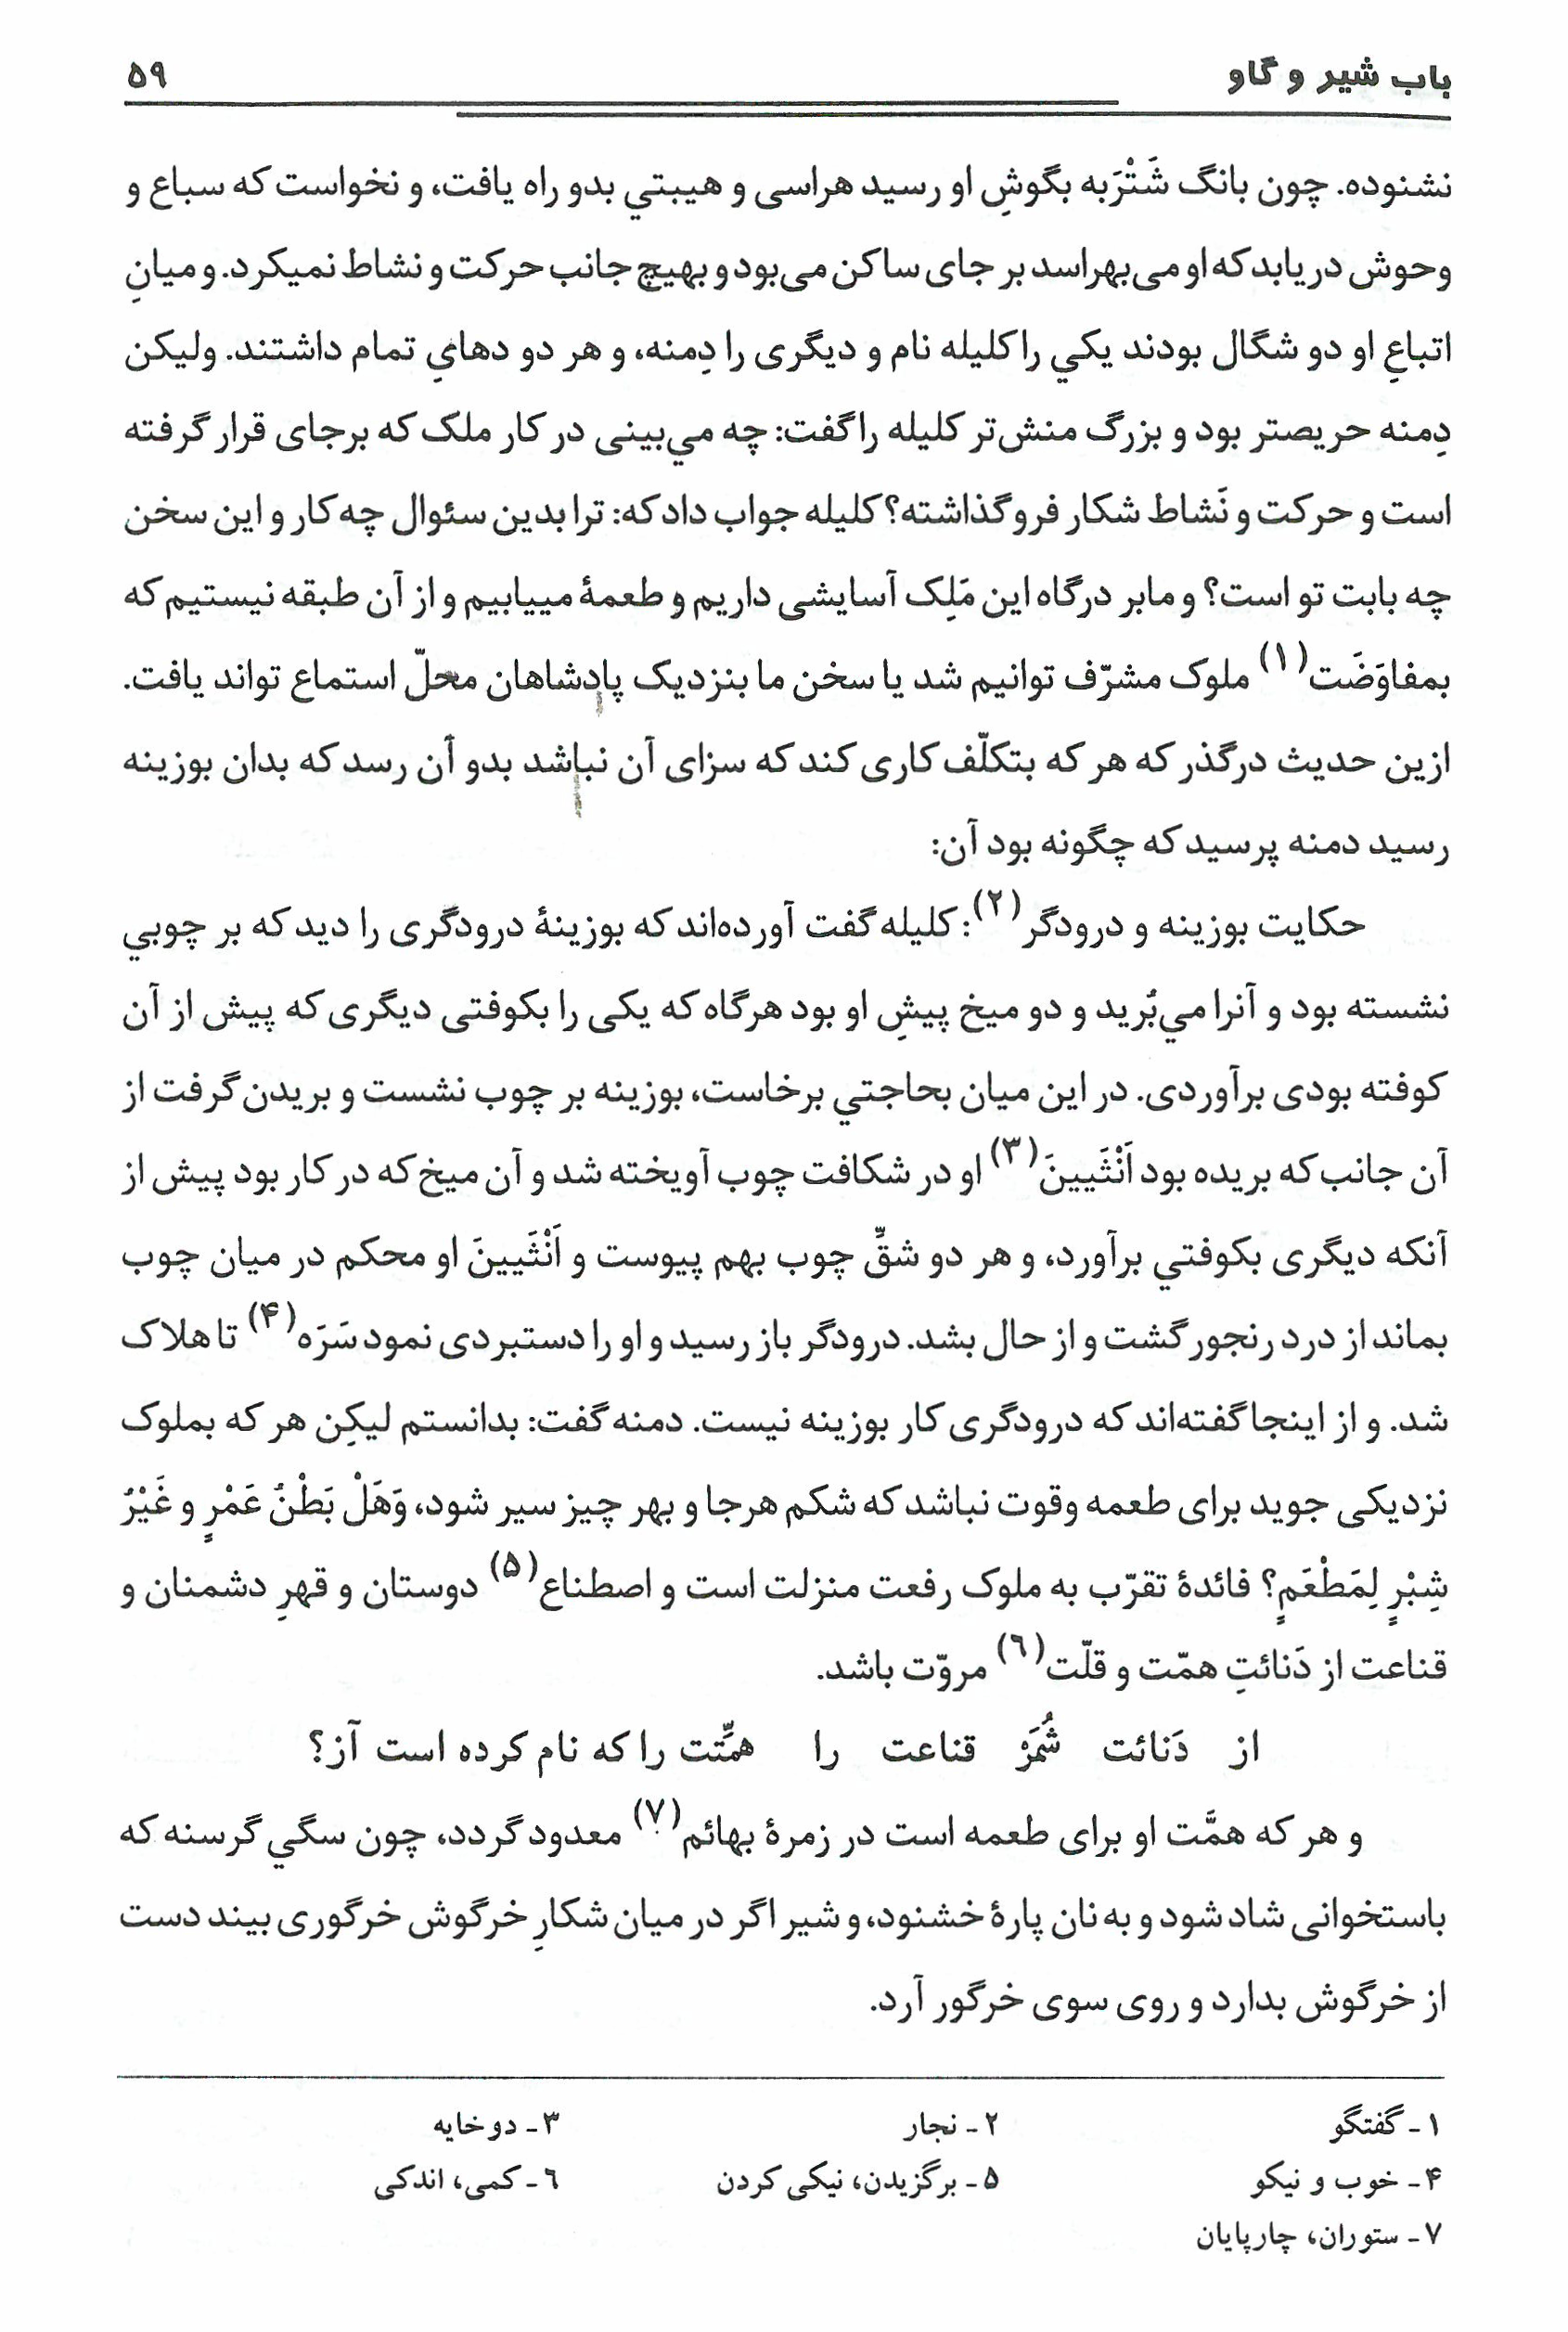 باب شیر و گاو ۵۹
نشنوده. چون بانگ شَتْرَبه بگوشِ او رسید هراسی و هیبتي بدو راه یافت، و نخواست که سباع و
وحوش دریابد که او می‌بهراسد بر جای ساکن می‌بود و بهیچ جانب حرکت و نشاط نمیکرد. و میانِ
اتباعِ او دو شگال بودند یکي را کلیله نام و دیگری را دِمنه، و هر دو دهايِ تمام داشتند. ولیکن
دِمنه حریصتر بود و بزرگ منش‌تر کلیله را گفت: چه مي‌بینی در کار ملک که برجای قرار گرفته
است و حرکت و نَشاط شکار فرو گذاشته؟ کلیله جواب داد که: ترا بدین سئوال چه کار و این سخن
چه بابت تو است؟ و ما بر درگاه این مَلِک آسایشی داریم و طعمهٔ مییابیم و از آن طبقه نیستیم که
بمفاوَضَت(۱) ملوک مشرّف توانیم شد یا سخن ما بنزدیک پادشاهان محلّ استماع تواند یافت.
ازین حدیث درگذر که هر که بتکلّف کاری کند که سزای آن نباشد بدو آن رسد که بدان بوزینه
رسید دمنه پرسید که چگونه بود آن:
حکایت بوزینه و درودگر(۲): کلیله گفت آورده‌اند که بوزینهٔ درودگری را دید که بر چوبي
نشسته بود و آنرا مي‌بُرید و دو میخ پیشِ او بود هرگاه که یکی را بکوفتی دیگری که پیش از آن
کوفته بودی برآوردی. در این میان بحاجتي برخاست، بوزینه بر چوب نشست و بریدن گرفت از
آن جانب که بریده بود اَنْثَیینَ(۳) او در شکافت چوب آویخته شد و آن میخ که در کار بود پیش از
آنکه دیگری بکوفتي برآورد، و هر دو شقِّ چوب بهم پیوست و اَنْثَیینَ او محکم در میان چوب
بماند از درد رنجور گشت و از حال بشد. درودگر باز رسید و او را دستبردی نمود سَرَه(۴) تا هلاک
شد. و از اینجا گفته‌اند که درودگری کار بوزینه نیست. دمنه گفت: بدانستم لیکِن هر که بملوک
نزدیکی جوید برای طعمه وقوت نباشد که شکم هرجا و بهر چیز سیر شود، وَهَلْ بَطْنُ عَمْرٍ و غَیْرُ
شِبْرٍ لِمَطْعَمٍ؟ فائدهٔ تقرّب به ملوک رفعت منزلت است و اصطناع(۵) دوستان و قهرِ دشمنان و
قناعت از دَنائتِ همّت و قلّت(۶) مروّت باشد.
از دَنائت شُمَرْ قناعت را همِّتت را که نام کرده است آز؟
و هر که همَّت او برای طعمه است در زمرهٔ بهائم(۷) معدود گردد، چون سگي گرسنه که
باستخوانی شاد شود و به نان پارهٔ خشنود، و شیر اگر در میان شکارِ خرگوش خرگوری بیند دست
از خرگوش بدارد و روی سوی خرگور آرد.
۱ـ گفتگو ۲ـ نجار ۳ـ دو خایه
۴ـ خوب و نیکو ۵ـ برگزیدن، نیکی کردن ۶ـ کمی، اندکی
۷ـ ستوران، چارپایان